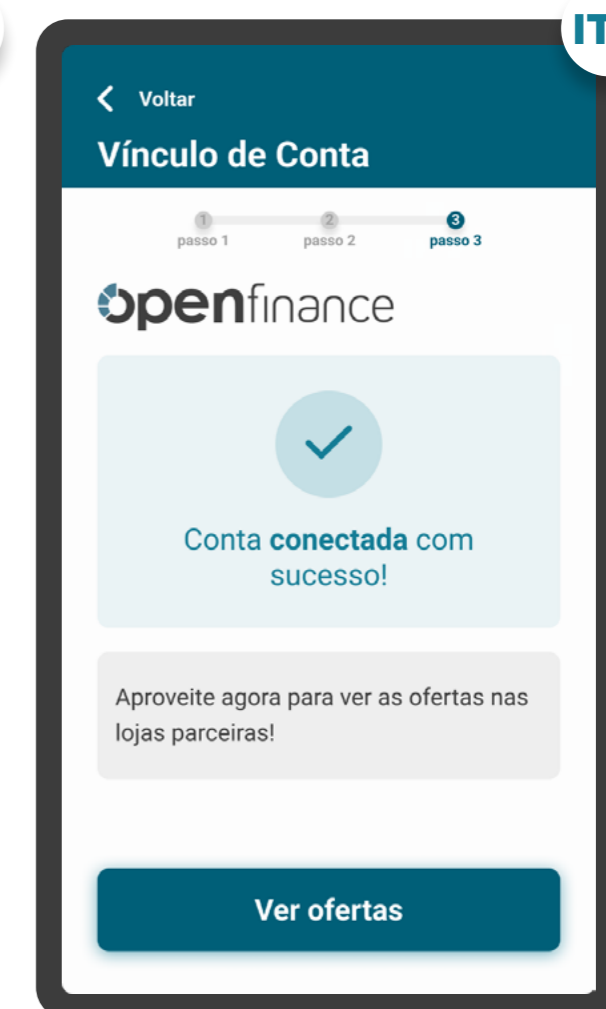 IT
Voltar
Vínculo de Conta
1 2 3
passo 1 passo 2 passo 3
openfinance
Conta conectada com
sucesso!
Aproveite agora para ver as ofertas nas
lojas parceiras!
Ver ofertas